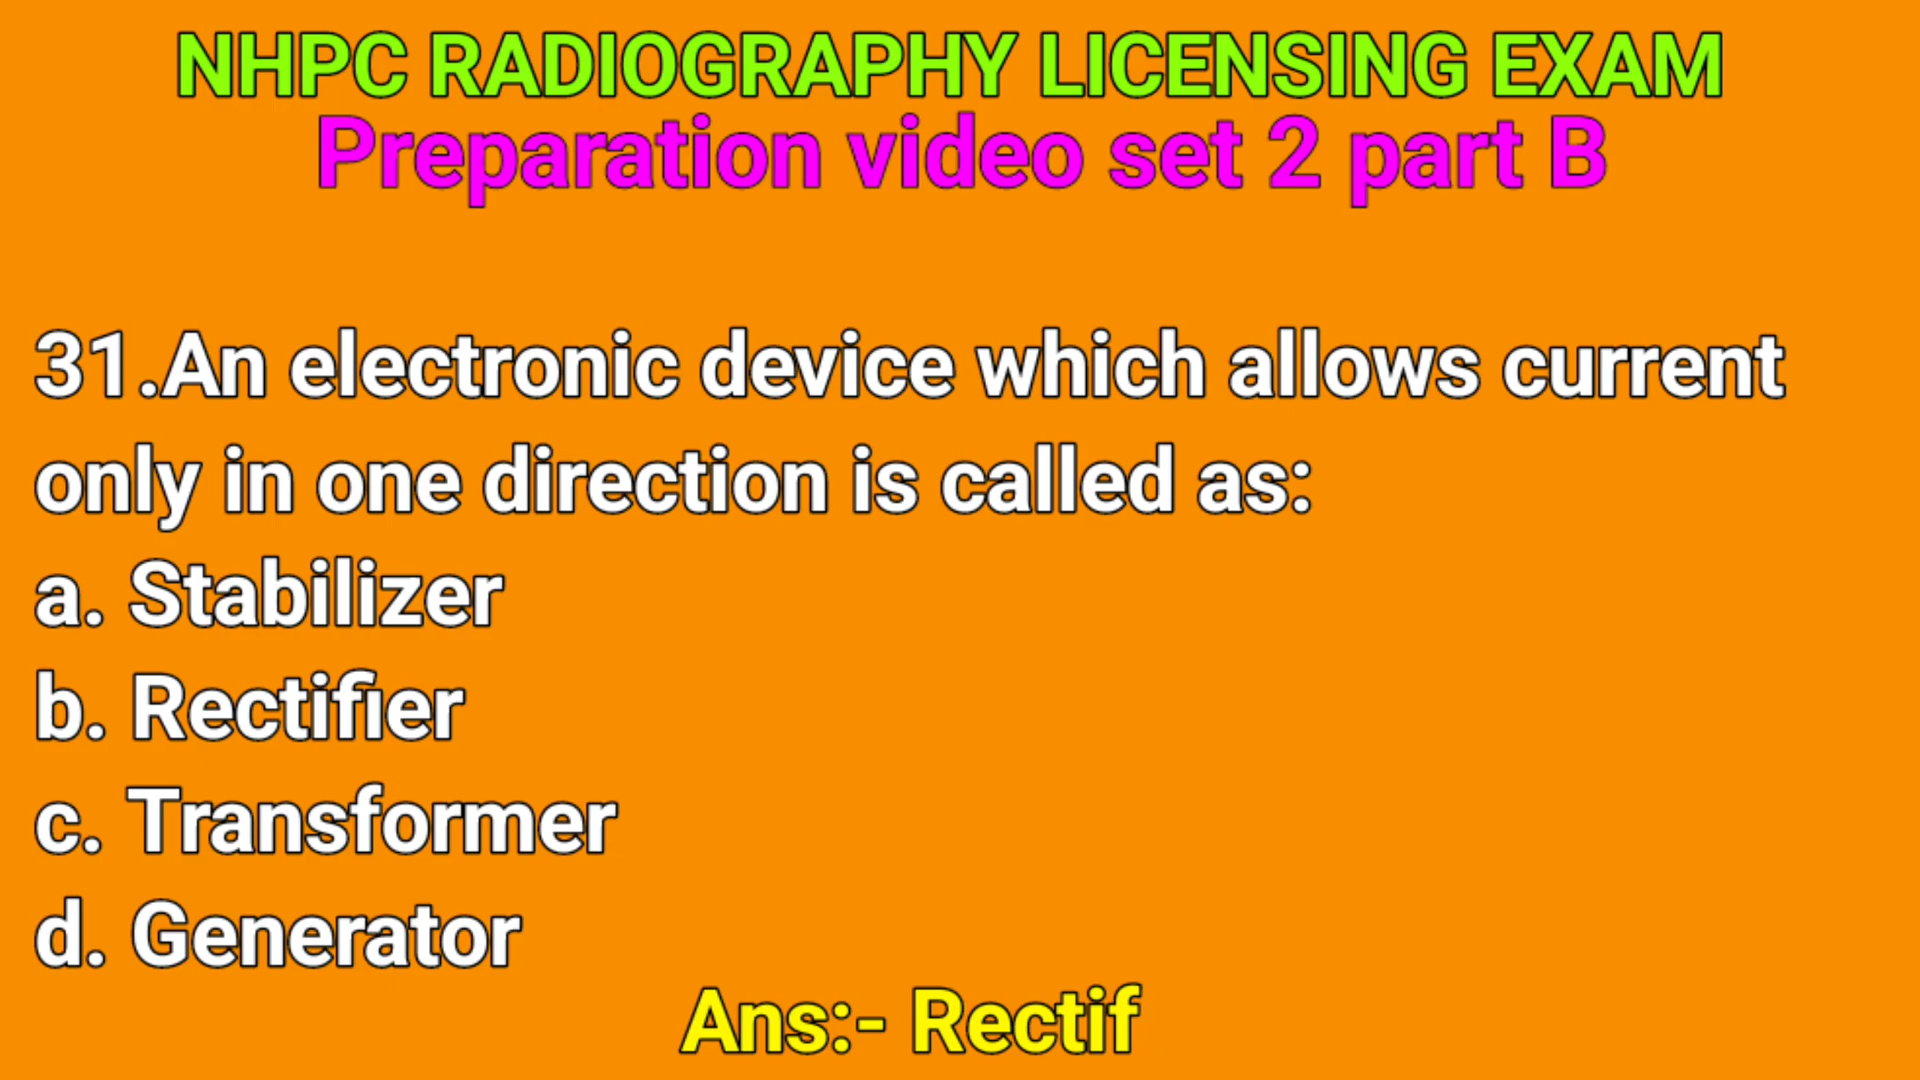 NHPC RADIOGRAPHY LICENSING EXAM
Preparation video set 2 part B
31.An electronic device which allows current
only in one direction is called as:
a. Stabilizer
b. Rectifier
c. Transformer
d. Generator
Ans:- Rectif